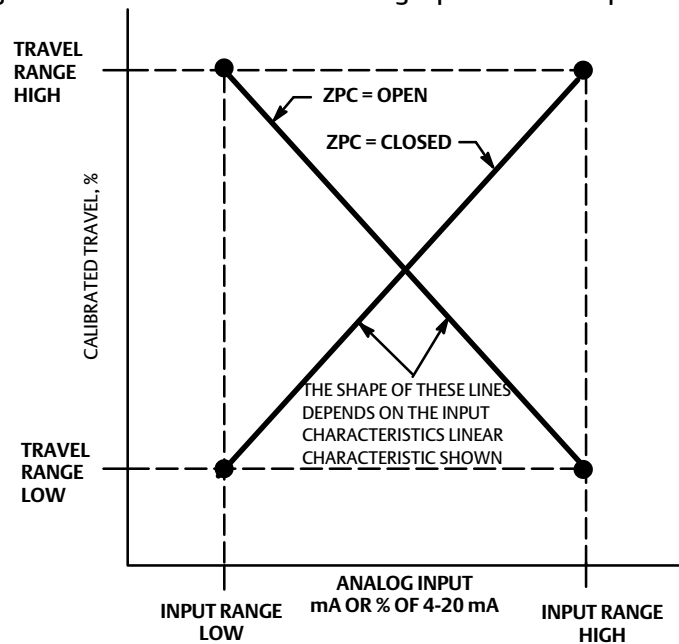 TRAVEL
RANGE
HIGH
ZPC = OPEN
ZPC = CLOSED
CALIBRATED TRAVEL, %
THE SHAPE OF THESE LINES
DEPENDS ON THE INPUT
CHARACTERISTICS LINEAR
CHARACTERISTIC SHOWN
TRAVEL
RANGE
LOW
ANALOG INPUT
mA OR % OF 4-20 mA
INPUT RANGE
LOW
INPUT RANGE
HIGH